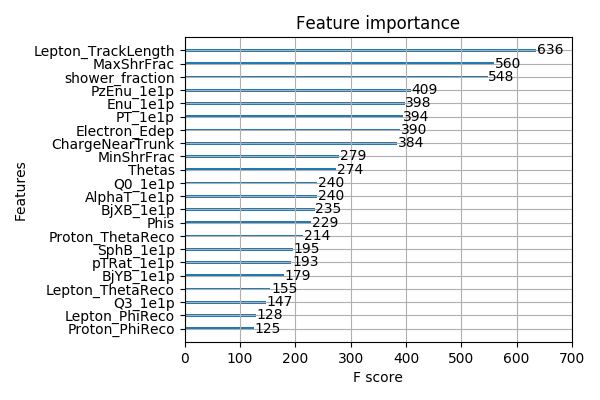 Feature importance
Features
Lepton_TrackLength 636
MaxShrFrac 560
shower_fraction 548
PzEnu_1e1p 409
Enu_1e1p 398
PT_1e1p 394
Electron_Edep 390
ChargeNearTrunk 384
MinShrFrac 279
Thetas 274
Q0_1e1p 240
AlphaT_1e1p 240
BjXB_1e1p 235
Phis 229
Proton_ThetaReco 214
SphB_1e1p 195
pTRat_1e1p 193
BjYB_1e1p 179
Lepton_ThetaReco 155
Q3_1e1p 147
Lepton_PhiReco 128
Proton_PhiReco 125
0 100 200 300 400 500 600 700
F score